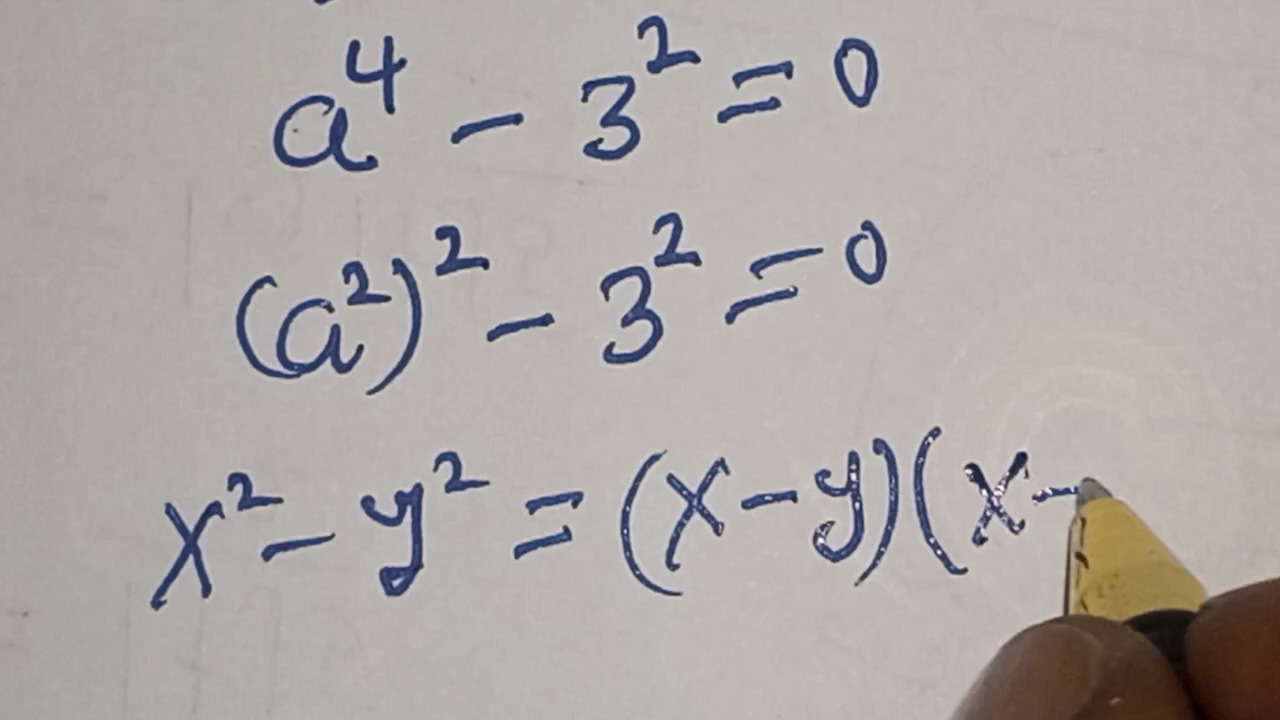 a⁴ - 3² = 0
(a²)² - 3² = 0
x² - y² = (x - y)(x -